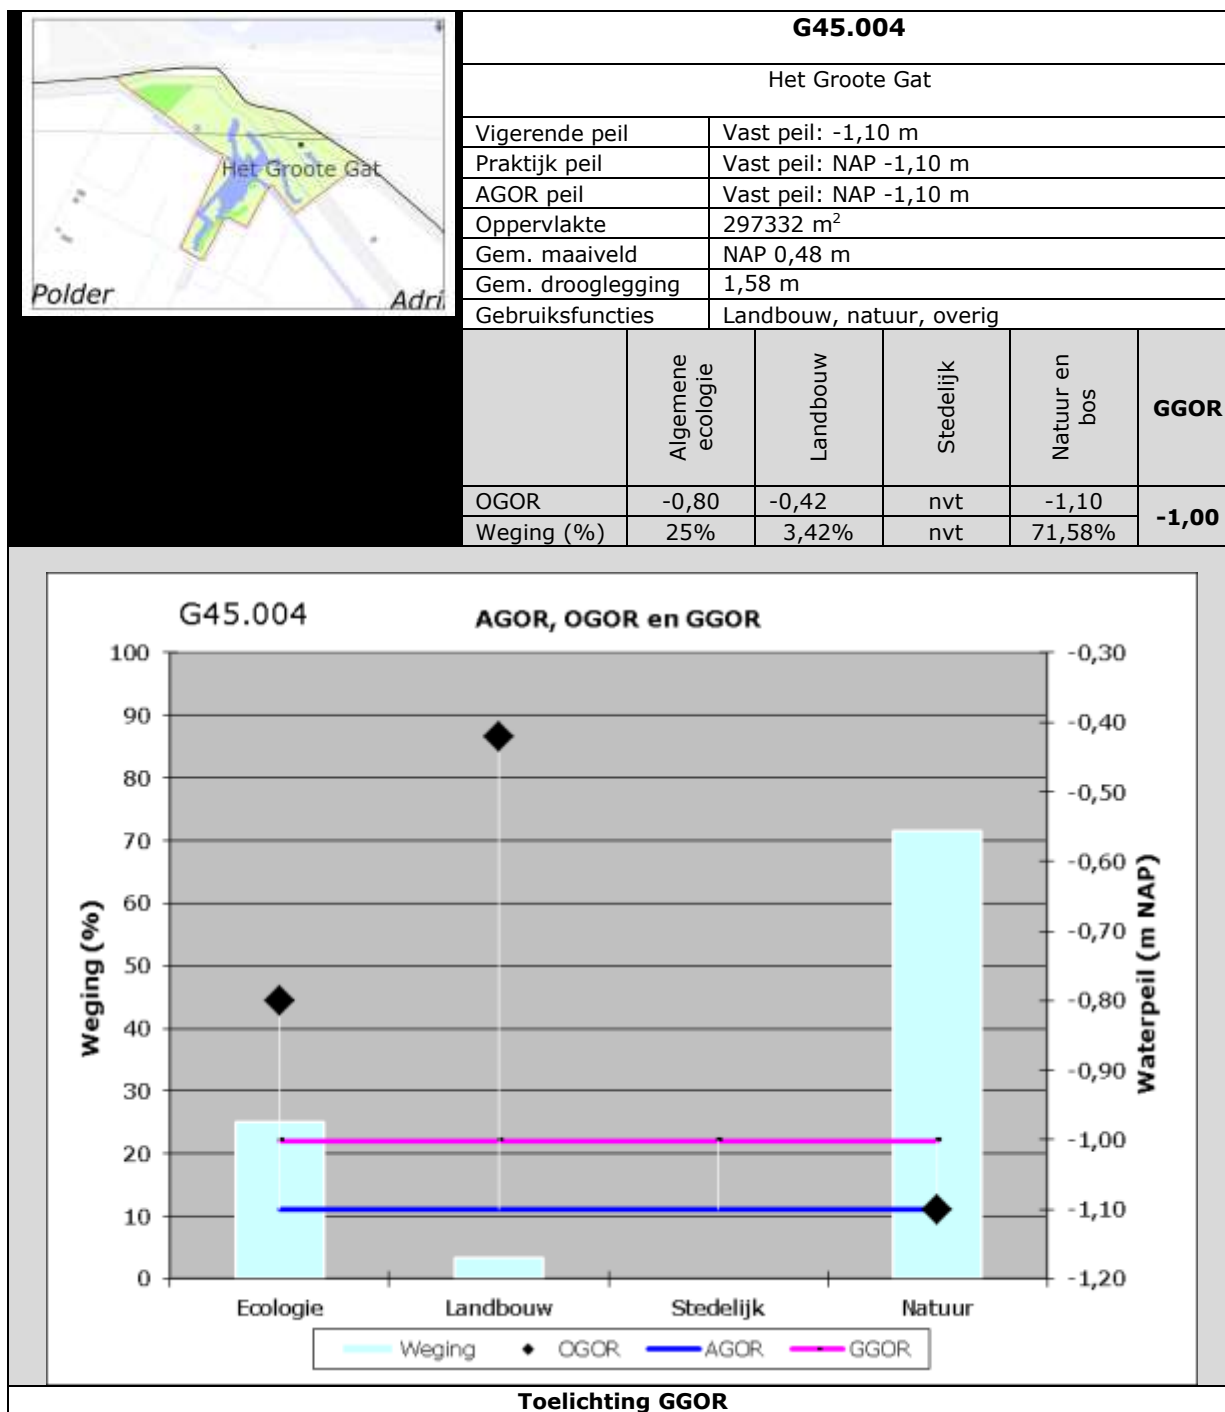 G45.004
Het Groote Gat
Vigerende peil Vast peil: -1,10 m
Praktijk peil Vast peil: NAP -1,10 m
AGOR peil Vast peil: NAP -1,10 m
Oppervlakte 297332 m²
Gem. maaiveld NAP 0,48 m
Gem. drooglegging 1,58 m
Gebruiksfuncties Landbouw, natuur, overig
Het Groote Gat
Polder Adri
Algemene ecologie Landbouw Stedelijk Natuur en bos GGOR
OGOR -0,80 -0,42 nvt -1,10 -1,00
Weging (%) 25% 3,42% nvt 71,58%
G45.004 AGOR, OGOR en GGOR
Weging (%)
100
90
80
70
60
50
40
30
20
10
0
-0,30
-0,40
-0,50
-0,60
-0,70
-0,80
-0,90
-1,00
-1,10
-1,20
Waterpeil (m NAP)
Ecologie Landbouw Stedelijk Natuur
Weging OGOR AGOR GGOR
Toelichting GGOR